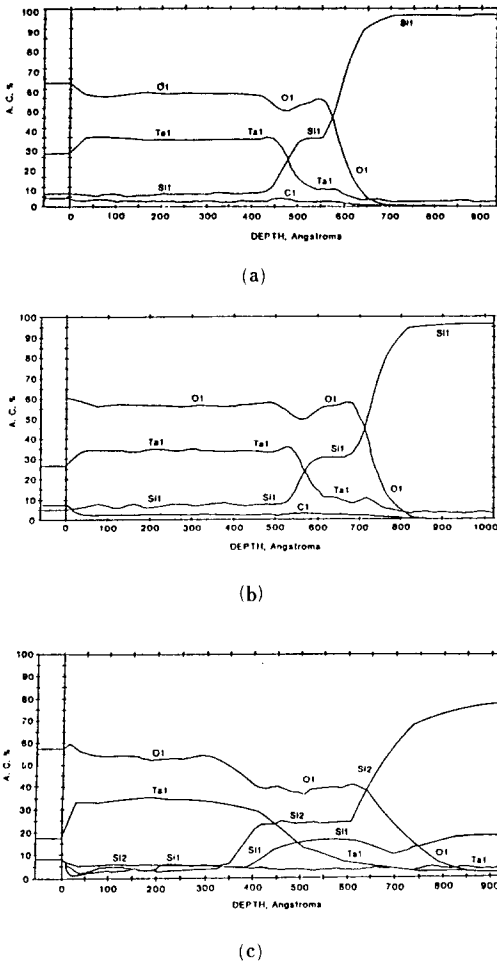 100
90
80
70
60
50
40
30
20
10
0
A. C. %
SI1
O1
O1
Ta1
Ta1
SI1
Ta1
O1
SI1
C1
0 100 200 300 400 500 600 700 800 900
DEPTH, Angstroms
(a)
100
90
80
70
60
50
40
30
20
10
0
A. C. %
SI1
O1
O1
Ta1
Ta1
SI1
Ta1
O1
SI1
SI1
C1
0 100 200 300 400 500 600 700 800 900 1000
DEPTH, Angstroms
(b)
100
90
80
70
60
50
40
30
20
10
0
A. C. %
O1
O1
SI2
Ta1
SI2
SI1
SI2
SI1
SI1
Ta1
O1
Ta1
0 100 200 300 400 500 600 700 800 900
DEPTH, Angstroms
(c)